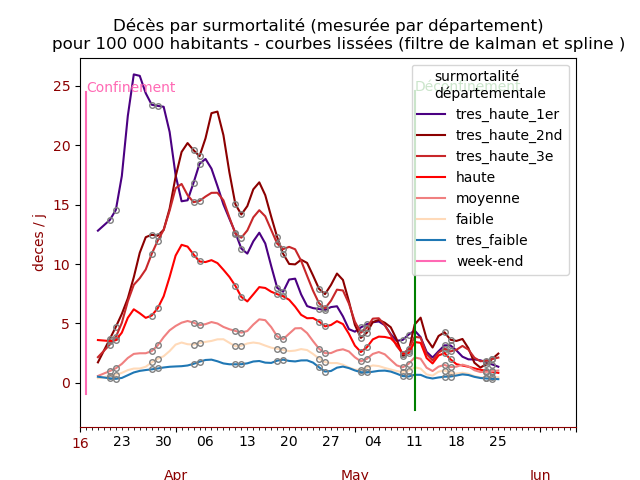 Décès par surmortalité (mesurée par département)
pour 100 000 habitants - courbes lissées (filtre de kalman et spline )
Confinement
Déconfinement
surmortalité
départementale
tres_haute_1er
tres_haute_2nd
tres_haute_3e
haute
moyenne
faible
tres_faible
week-end
deces / j
25
20
15
10
5
0
16 23 30 06 13 20 27 04 11 18 25
Apr May Jun